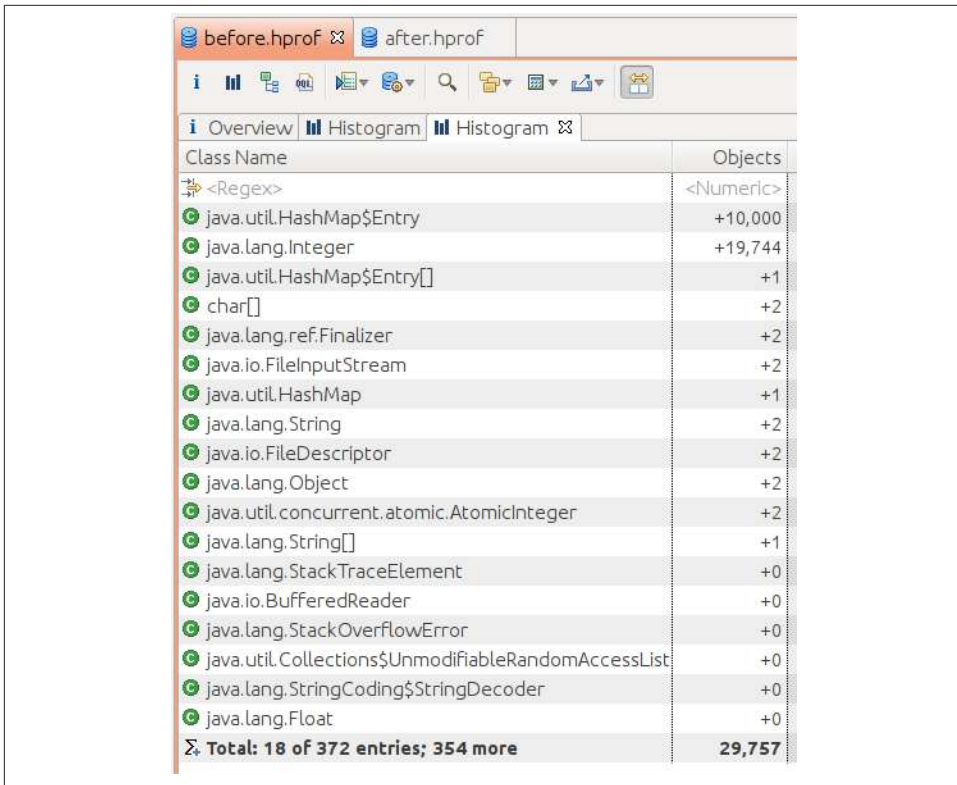 before.hprof after.hprof
i OQL
i Overview Histogram Histogram
Class Name Objects
<Regex> <Numeric>
java.util.HashMap$Entry +10,000
java.lang.Integer +19,744
java.util.HashMap$Entry[] +1
char[] +2
java.lang.ref.Finalizer +2
java.io.FileInputStream +2
java.util.HashMap +1
java.lang.String +2
java.io.FileDescriptor +2
java.lang.Object +2
java.util.concurrent.atomic.AtomicInteger +2
java.lang.String[] +1
java.lang.StackTraceElement +0
java.io.BufferedReader +0
java.lang.StackOverflowError +0
java.util.Collections$UnmodifiableRandomAccessList +0
java.lang.StringCoding$StringDecoder +0
java.lang.Float +0
Total: 18 of 372 entries; 354 more 29,757